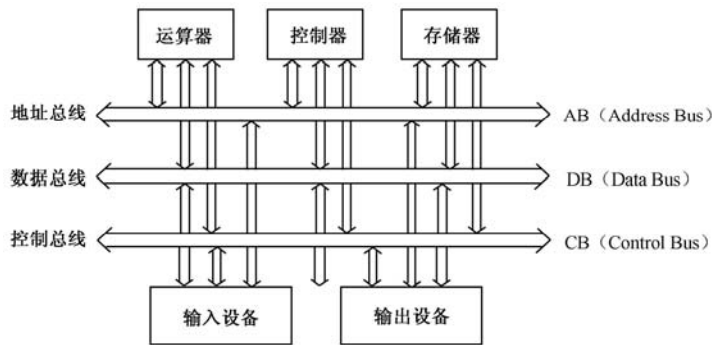 运算器 控制器 存储器
地址总线 AB（Address Bus）
数据总线 DB（Data Bus）
控制总线 CB（Control Bus）
输入设备 输出设备